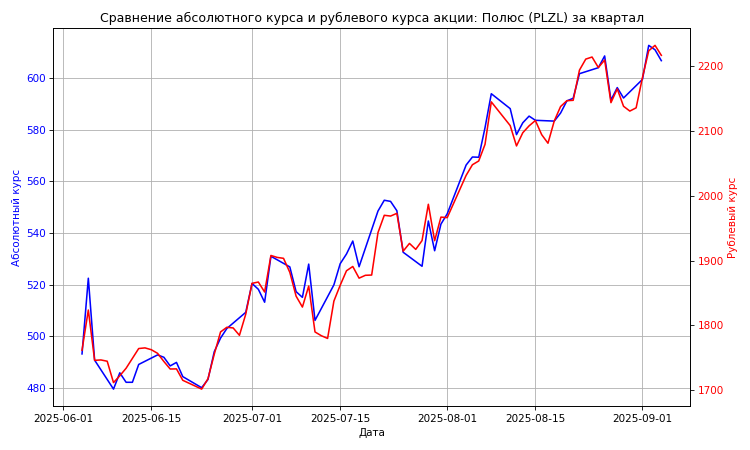 Сравнение абсолютного курса и рублевого курса акции: Полюс (PLZL) за квартал
Абсолютный курс
600
580
560
540
520
500
480
2200
2100
2000
1900
1800
1700
Рублевый курс
2025-06-01 2025-06-15 2025-07-01 2025-07-15 2025-08-01 2025-08-15 2025-09-01
Дата